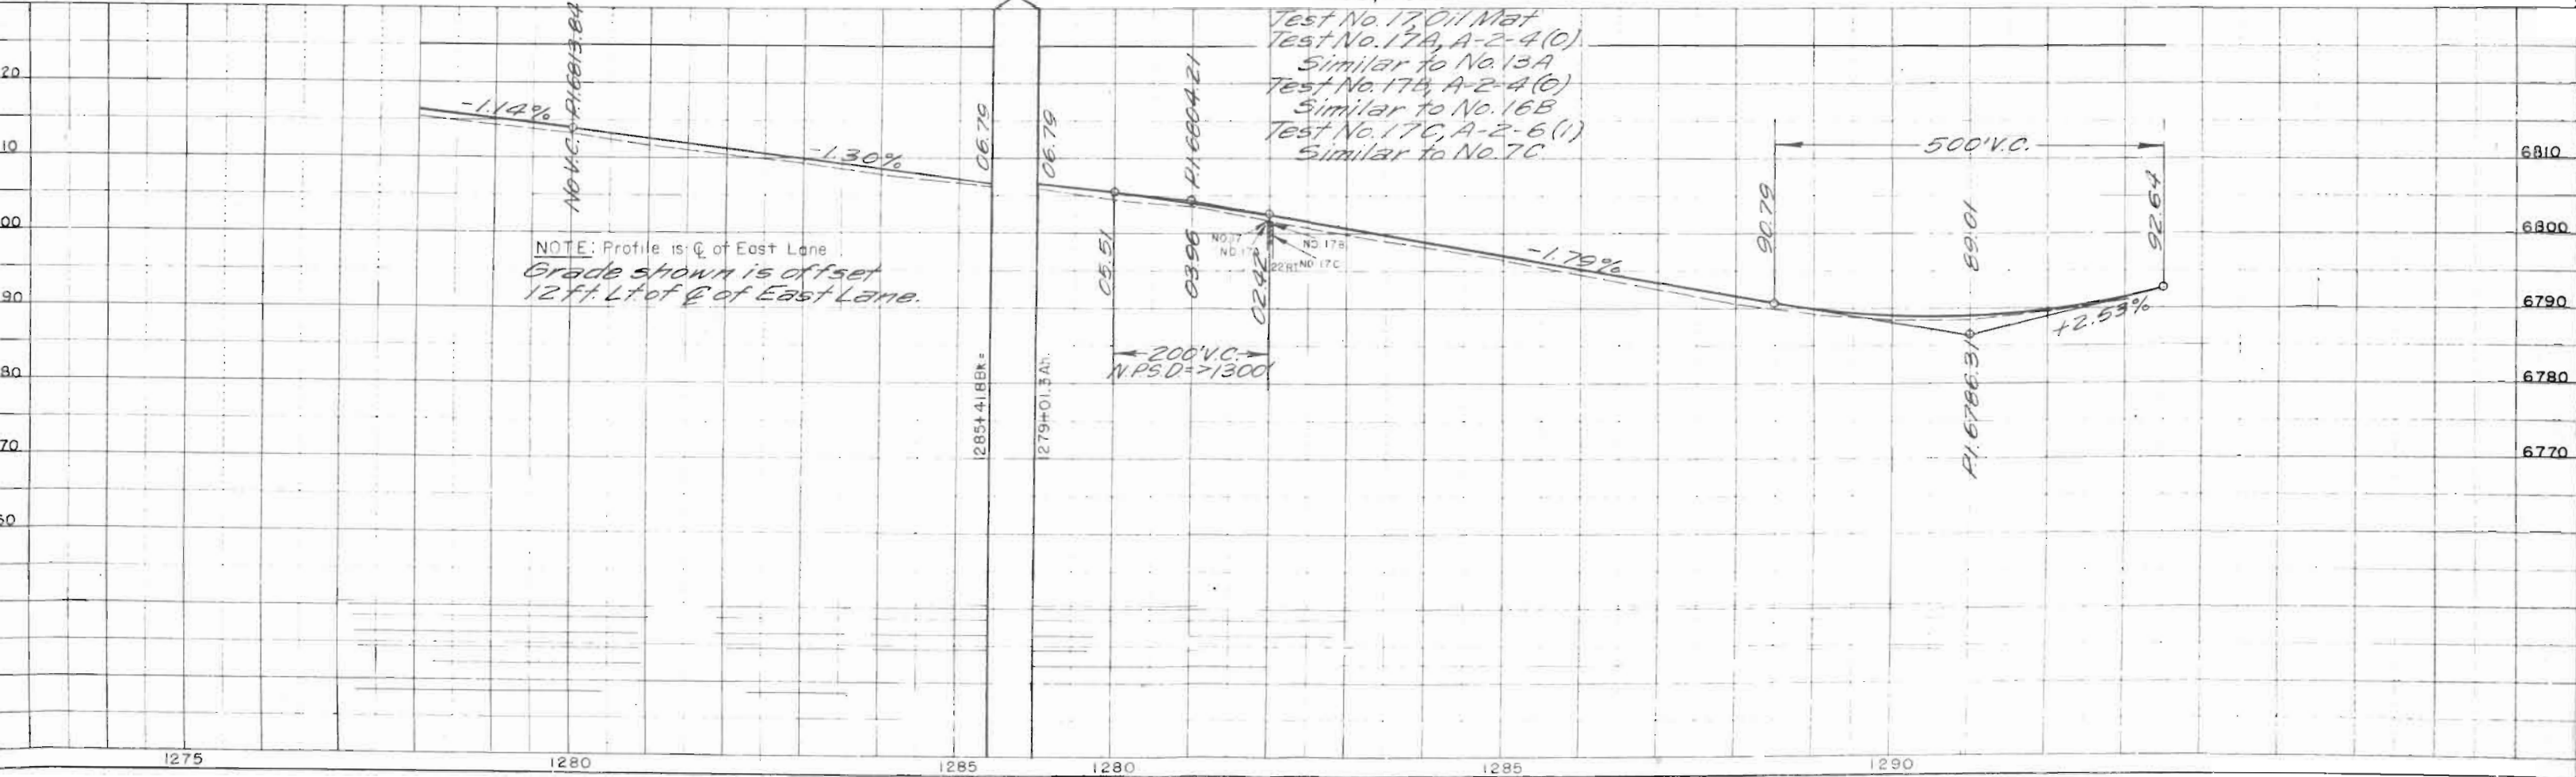 Test No. 17, Oil Mat
Test No. 17A, A-2-4(0)
Similar to No. 13A
Test No. 17B, A-2-4(0)
Similar to No. 16B
Test No. 17C, A-2-6(1)
Similar to No. 7C
20
10
00
90
80
70
60
-1.14%
No V.C. P.I. 6813.84
-1.30%
06.79
06.79
P.I. 6804.21
05.51
03.96
02.42
NO. 17
NO. 17B
NO. 17C
22' RT
-1.79%
500' V.C.
90.79
89.01
92.64
P.I. 6786.31
+2.53%
NOTE: Profile is ℄ of East Lane
Grade shown is offset
12 ft. Lt of ℄ of East Lane.
200' V.C.
N.P.S.D. = >1300'
1285+41.8 Bk =
1279+01.3 Ah.
6810
6800
6790
6780
6770
1275
1280
1285
1280
1285
1290